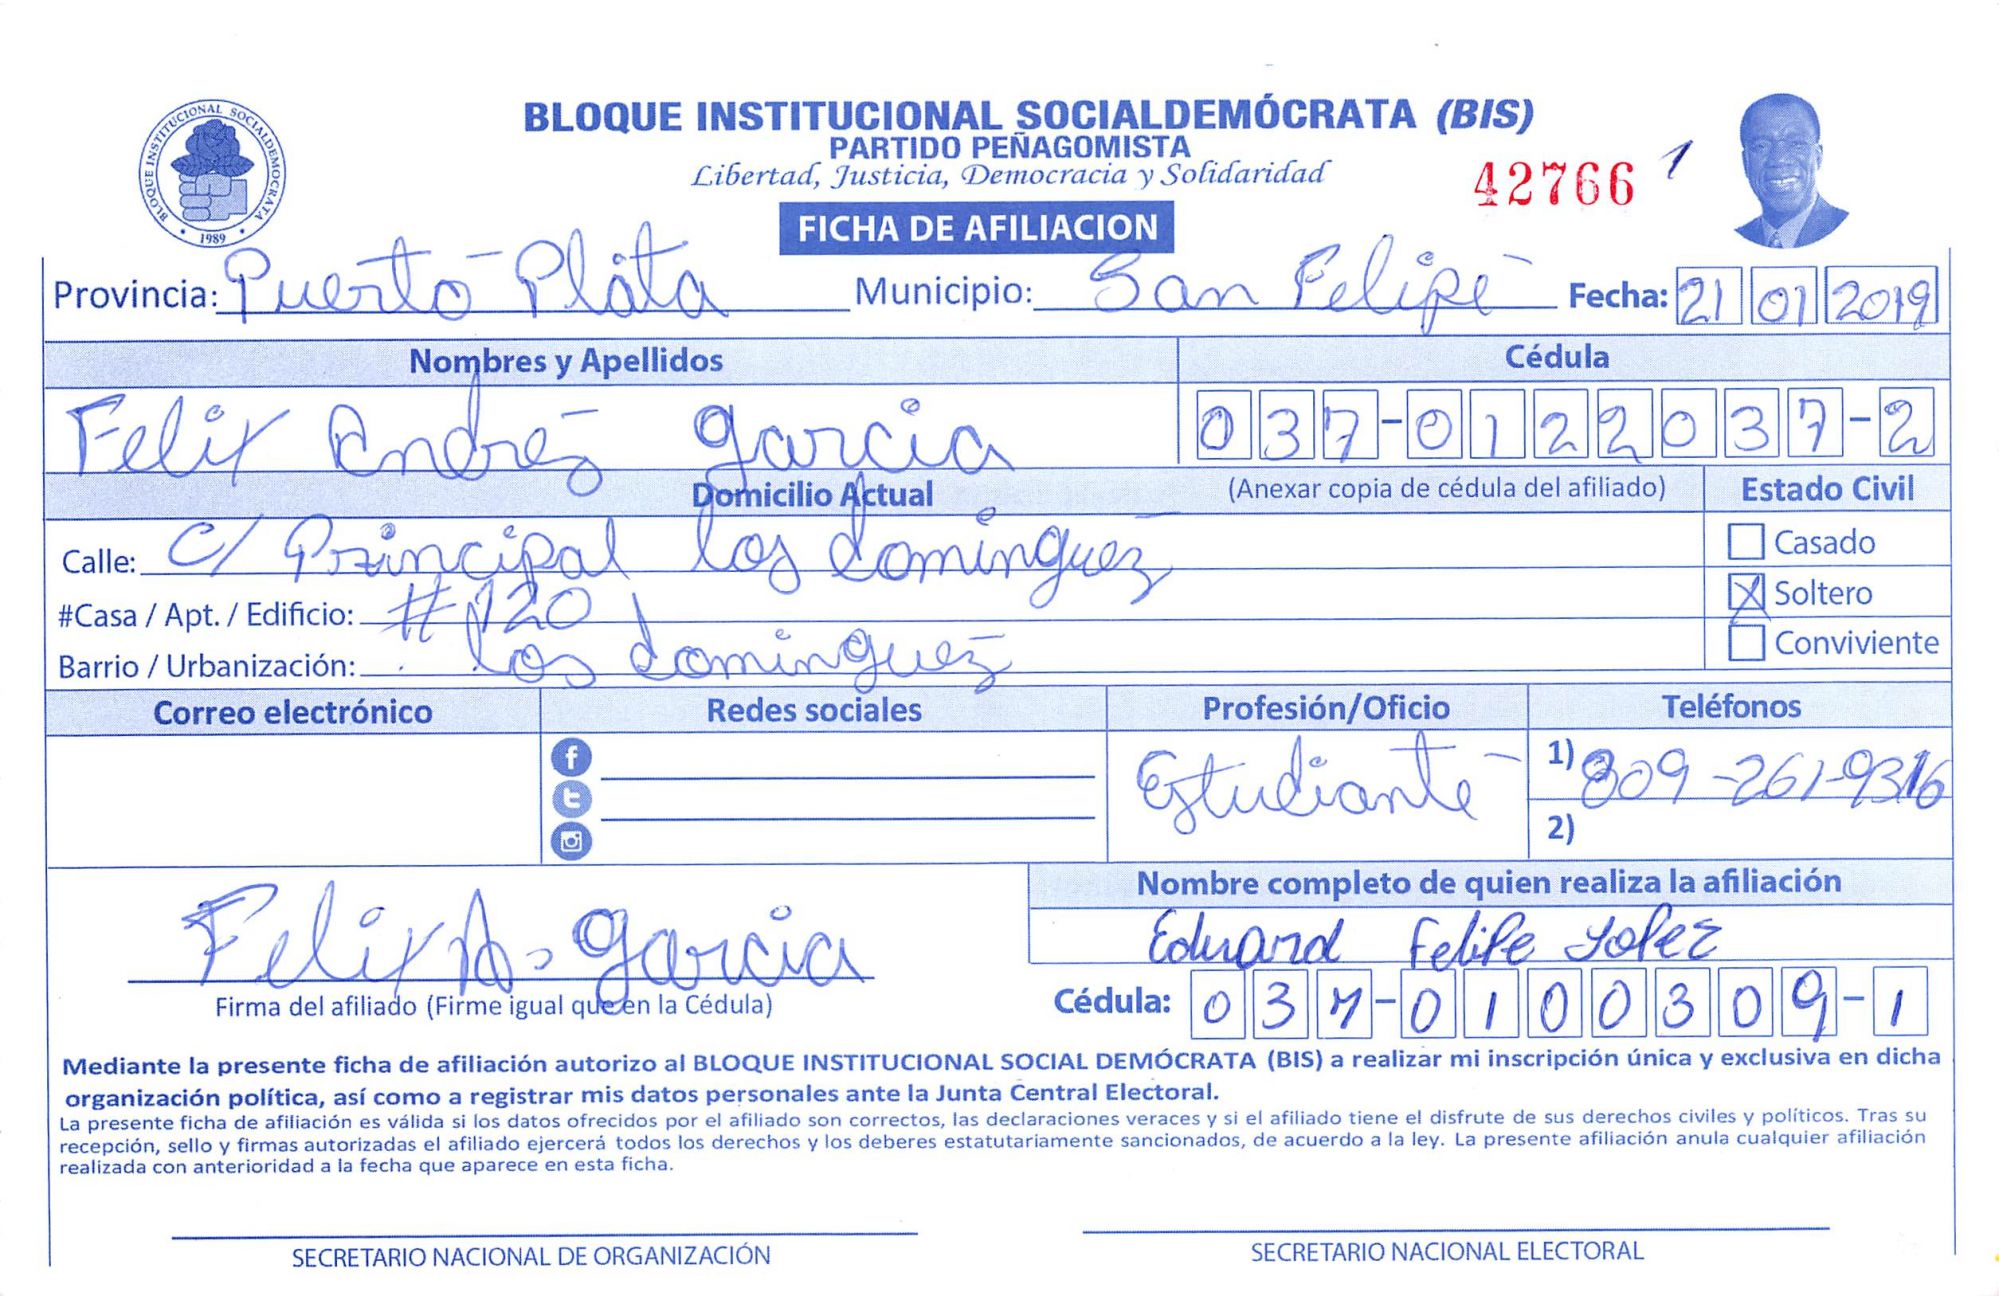 BLOQUE INSTITUCIONAL SOCIALDEMÓCRATA (BIS)
PARTIDO PEÑAGOMISTA
Libertad, Justicia, Democracia y Solidaridad
42766 1
FICHA DE AFILIACION
BLOQUE INSTITUCIONAL SOCIALDEMOCRATA
1989
Provincia: Puerto Plata Municipio: San Felipe Fecha: 21 01 2019
Nombres y Apellidos Cédula
Felix Andres Garcia 037-0122037-2
Domicilio Actual (Anexar copia de cédula del afiliado) Estado Civil
Calle: C/ Principal los dominguez Casado
#Casa / Apt. / Edificio: #120 Soltero
Barrio / Urbanización: los dominguez Conviviente
Correo electrónico Redes sociales Profesión/Oficio Teléfonos
Estudiante 1) 809-261-9316
2)
Nombre completo de quien realiza la afiliación
Felix A. Garcia Eduard Felipe Lopez
Firma del afiliado (Firme igual que en la Cédula) Cédula: 037-0100309-1
Mediante la presente ficha de afiliación autorizo al BLOQUE INSTITUCIONAL SOCIAL DEMÓCRATA (BIS) a realizar mi inscripción única y exclusiva en dicha
organización política, así como a registrar mis datos personales ante la Junta Central Electoral.
La presente ficha de afiliación es válida si los datos ofrecidos por el afiliado son correctos, las declaraciones veraces y si el afiliado tiene el disfrute de sus derechos civiles y políticos. Tras su
recepción, sello y firmas autorizadas el afiliado ejercerá todos los derechos y los deberes estatutariamente sancionados, de acuerdo a la ley. La presente afiliación anula cualquier afiliación
realizada con anterioridad a la fecha que aparece en esta ficha.
SECRETARIO NACIONAL DE ORGANIZACIÓN SECRETARIO NACIONAL ELECTORAL